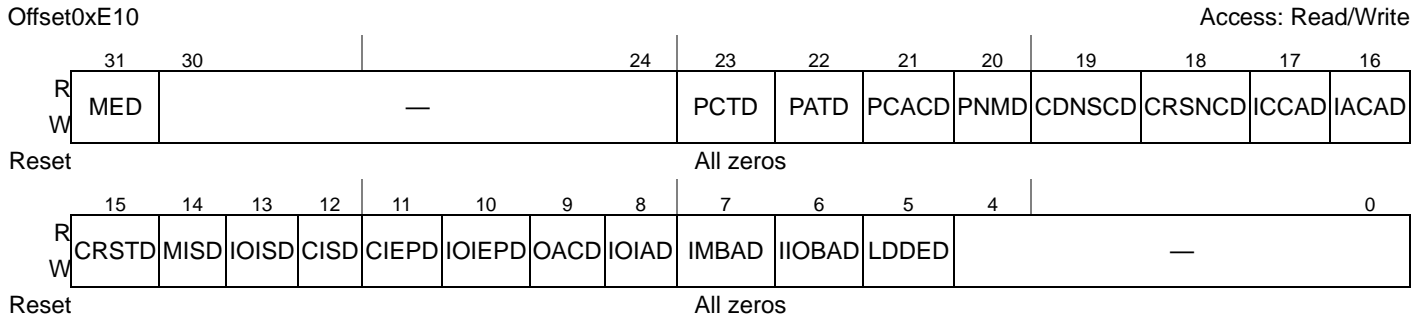 Offset0xE10 Access: Read/Write
31 30 24 23 22 21 20 19 18 17 16
R
MED — PCTD PATD PCACD PNMD CDNSCD CRSNCD ICCAD IACAD
W
Reset All zeros
15 14 13 12 11 10 9 8 7 6 5 4 0
R
CRSTD MISD IOISD CISD CIEPD IOIEPD OACD IOIAD IMBAD IIOBAD LDDED —
W
Reset All zeros